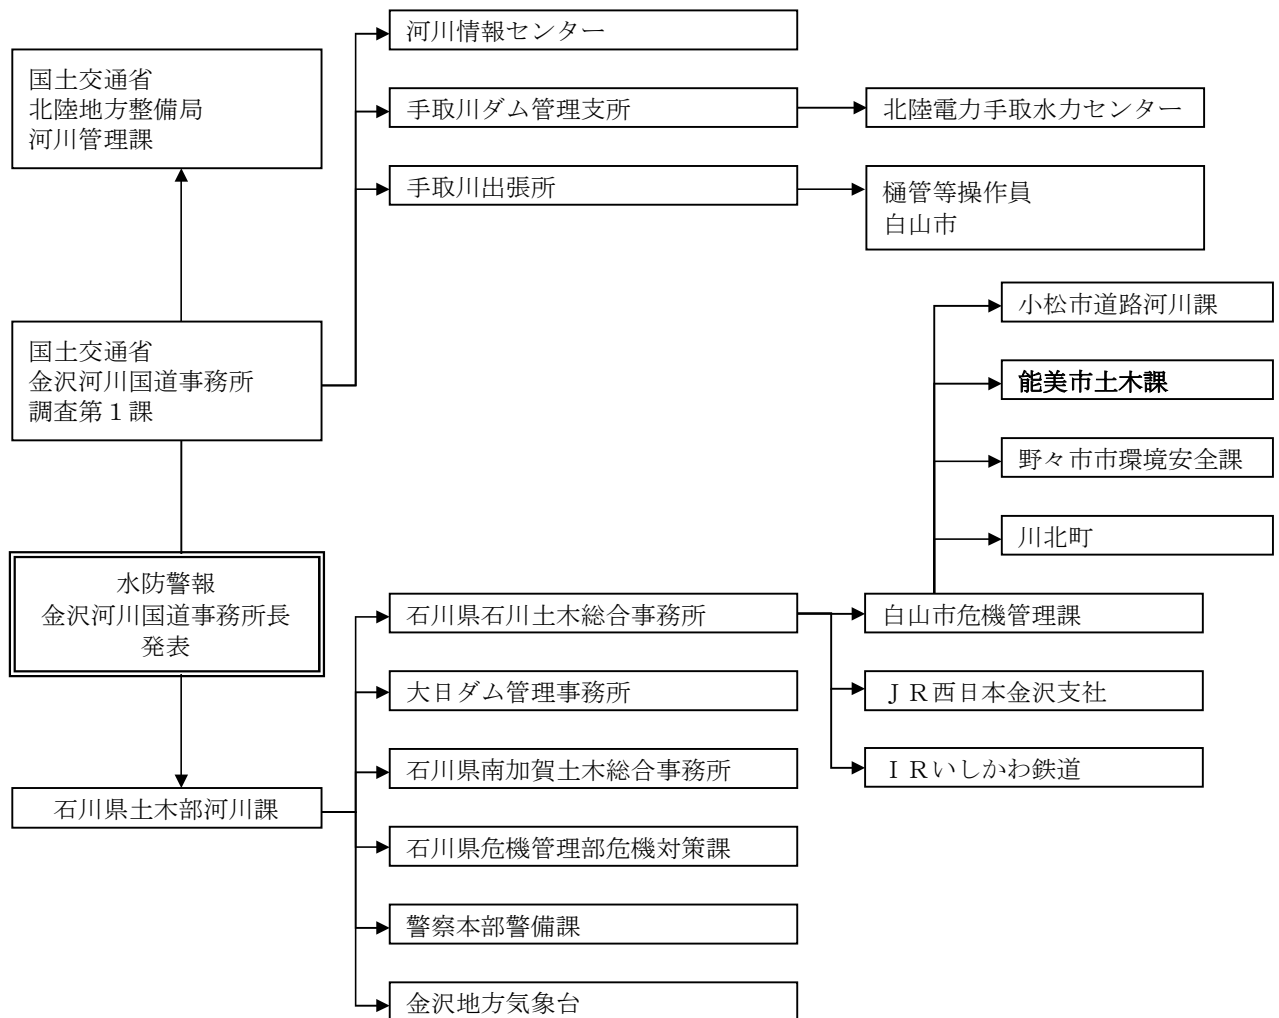 河川情報センター
国土交通省
北陸地方整備局
河川管理課
手取川ダム管理支所
北陸電力手取水力センター
手取川出張所
樋管等操作員
白山市
小松市道路河川課
国土交通省
金沢河川国道事務所
調査第1課
能美市土木課
野々市市環境安全課
川北町
水防警報
金沢河川国道事務所長
発表
石川県石川土木総合事務所
白山市危機管理課
大日ダム管理事務所
JR西日本金沢支社
石川県南加賀土木総合事務所
IRいしかわ鉄道
石川県土木部河川課
石川県危機管理部危機対策課
警察本部警備課
金沢地方気象台